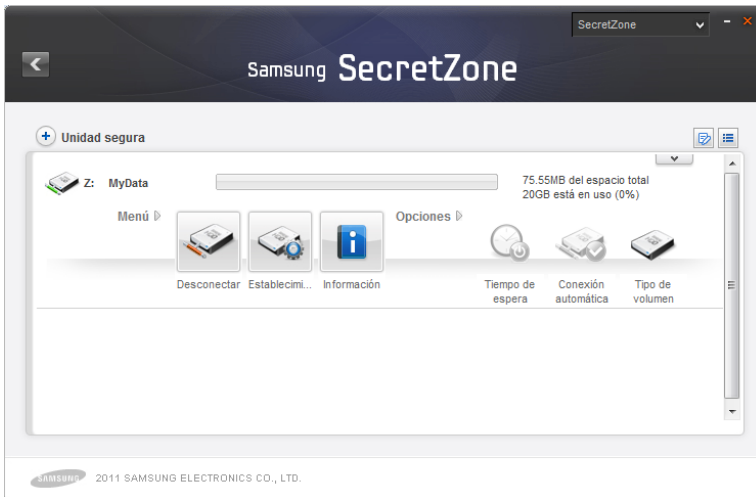 SecretZone
Samsung SecretZone
Unidad segura
Z: MyData
75.55MB del espacio total
20GB está en uso (0%)
Menú
Opciones
Desconectar Establecimi... Información
Tiempo de espera
Conexión automática
Tipo de volumen
SAMSUNG 2011 SAMSUNG ELECTRONICS CO., LTD.